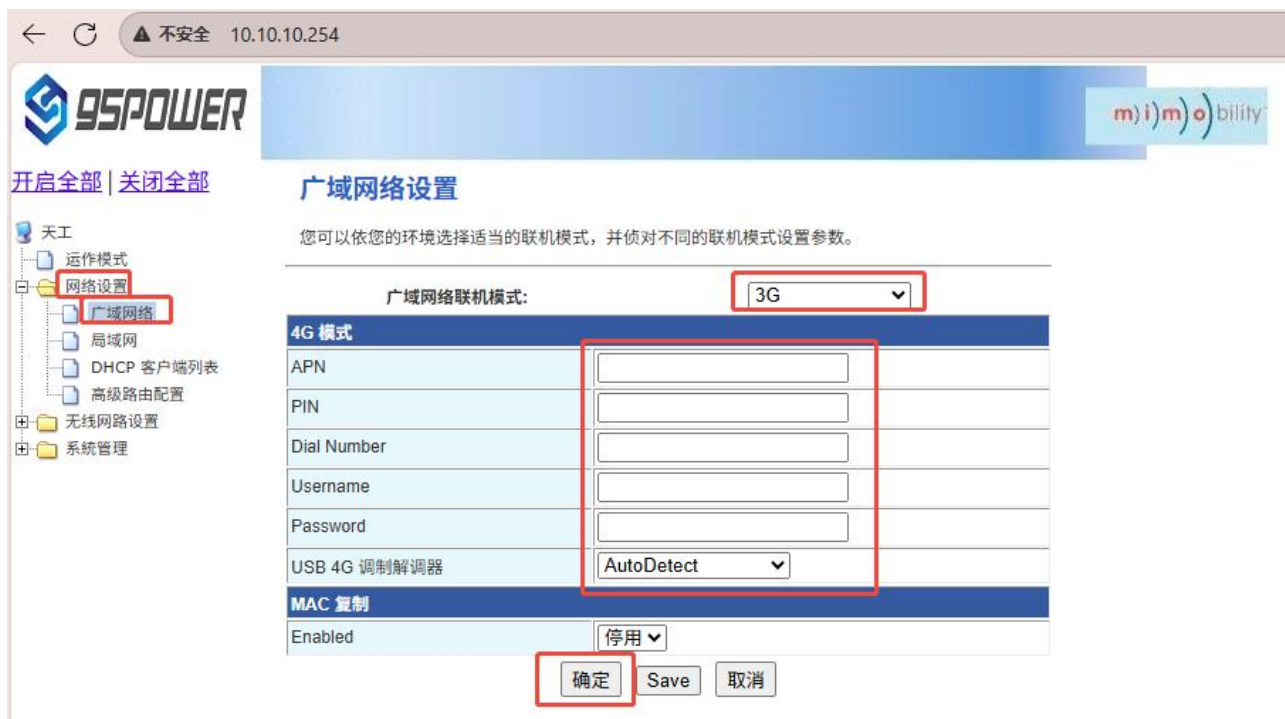 不安全 10.10.10.254
95POWER
m)i)m)o)bility
开启全部 | 关闭全部
天工
运作模式
网络设置
广域网络
局域网
DHCP 客户端列表
高级路由配置
无线网路设置
系统管理
广域网络设置
您可以依您的环境选择适当的联机模式，并侦对不同的联机模式设置参数。
广域网络联机模式: 3G
4G 模式
APN
PIN
Dial Number
Username
Password
USB 4G 调制解调器 AutoDetect
MAC 复制
Enabled 停用
确定 Save 取消